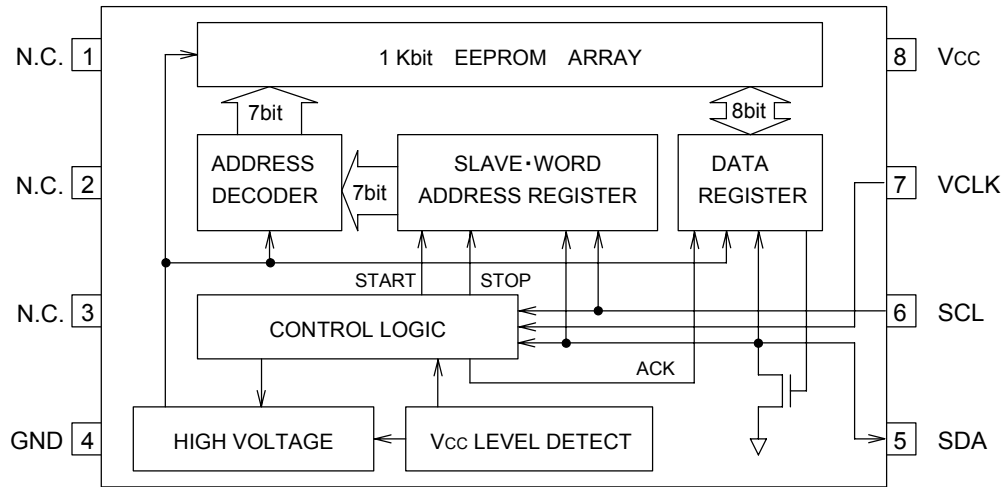 N.C. 1
1 Kbit EEPROM ARRAY
8 VCC
7bit
8bit
N.C. 2
ADDRESS
DECODER
7bit
SLAVE・WORD
ADDRESS REGISTER
DATA
REGISTER
7 VCLK
START
STOP
N.C. 3
CONTROL LOGIC
6 SCL
ACK
GND 4
HIGH VOLTAGE
VCC LEVEL DETECT
5 SDA